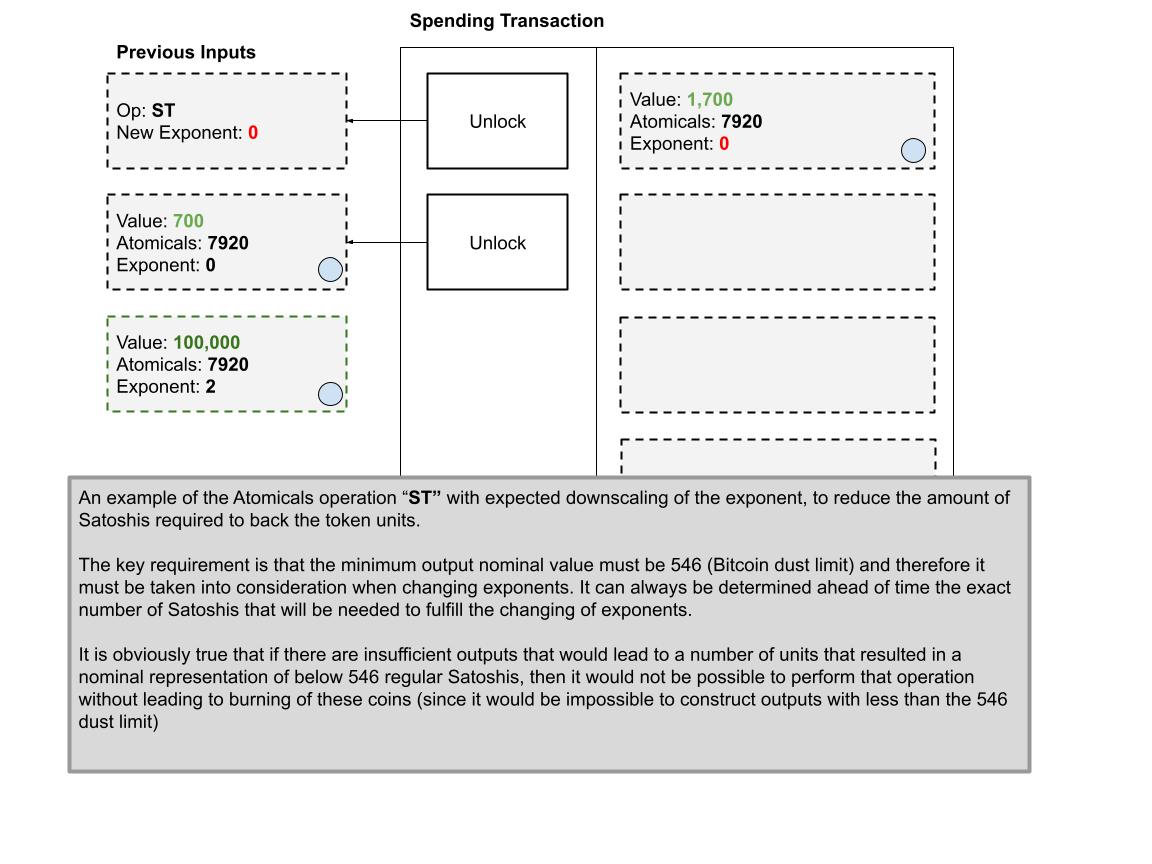 Spending Transaction
Previous Inputs
Op: ST
New Exponent: 0
Unlock
Value: 1,700
Atomicals: 7920
Exponent: 0
Value: 700
Atomicals: 7920
Exponent: 0
Unlock
Value: 100,000
Atomicals: 7920
Exponent: 2
An example of the Atomicals operation “ST” with expected downscaling of the exponent, to reduce the amount of
Satoshis required to back the token units.
The key requirement is that the minimum output nominal value must be 546 (Bitcoin dust limit) and therefore it
must be taken into consideration when changing exponents. It can always be determined ahead of time the exact
number of Satoshis that will be needed to fulfill the changing of exponents.
It is obviously true that if there are insufficient outputs that would lead to a number of units that resulted in a
nominal representation of below 546 regular Satoshis, then it would not be possible to perform that operation
without leading to burning of these coins (since it would be impossible to construct outputs with less than the 546
dust limit)